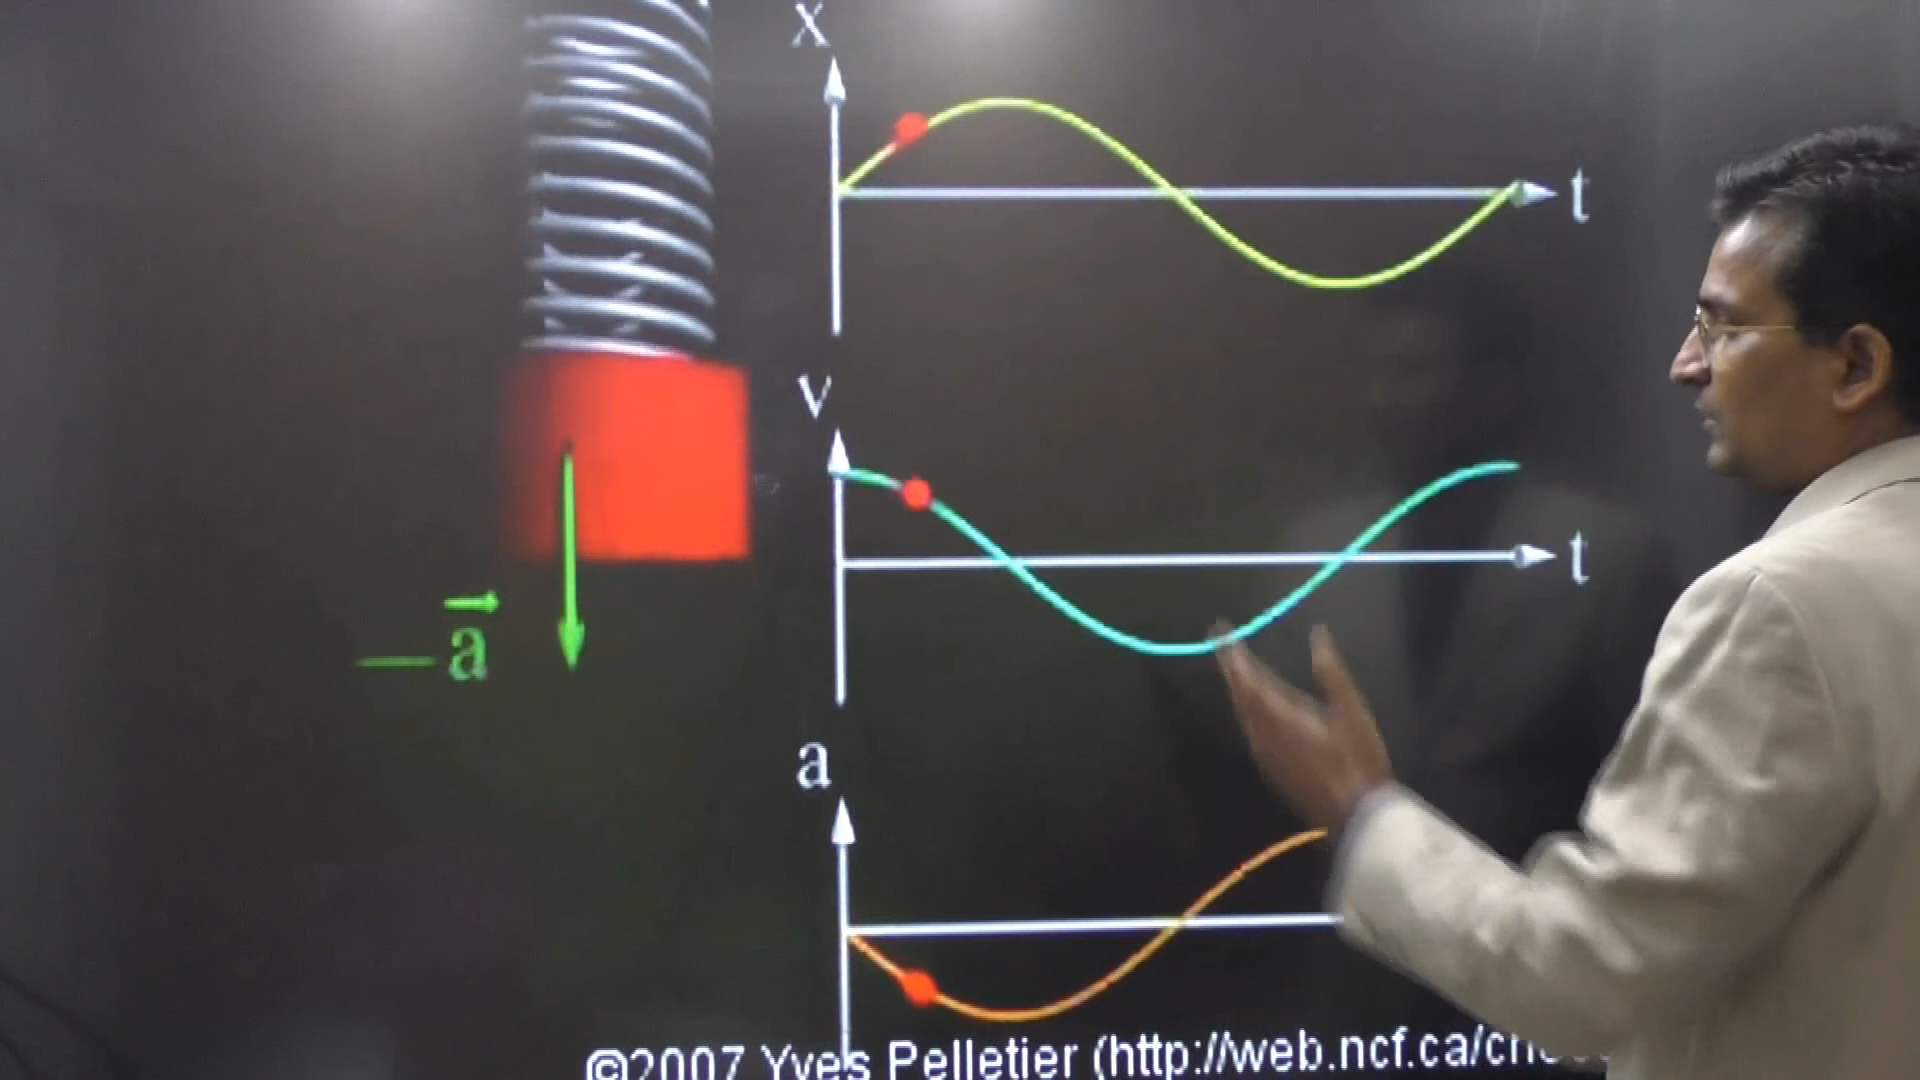 x
t
v
t
— a
a
©2007 Yves Pelletier (http://web.ncf.ca/